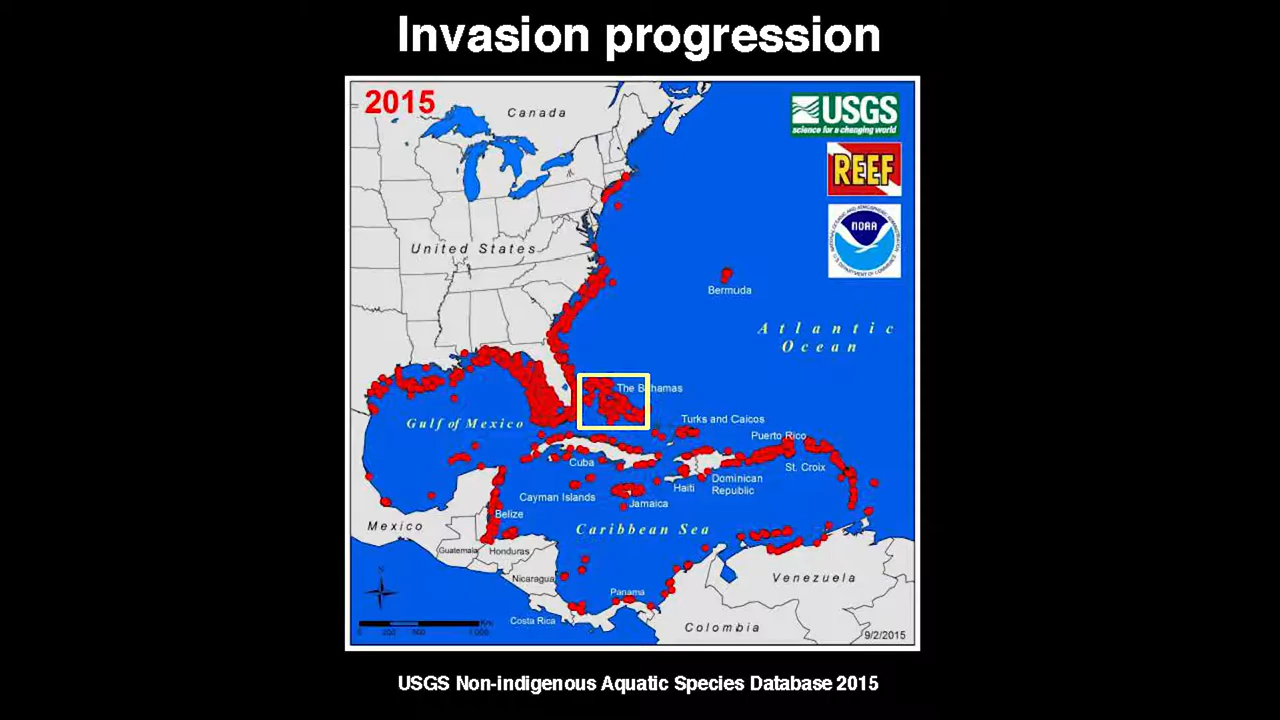 Invasion progression
2015
Canada
USGS
science for a changing world
REEF
NOAA
United States
Bermuda
Atlantic
Ocean
The Bahamas
Gulf of Mexico
Turks and Caicos
Puerto Rico
Cuba
St. Croix
Haiti
Dominican
Republic
Cayman Islands
Jamaica
Belize
Mexico
Caribbean Sea
Guatemala
Honduras
Nicaragua
Venezuela
Panama
Costa Rica
Colombia
N
Km
0
9/2/2015
USGS Non-indigenous Aquatic Species Database 2015